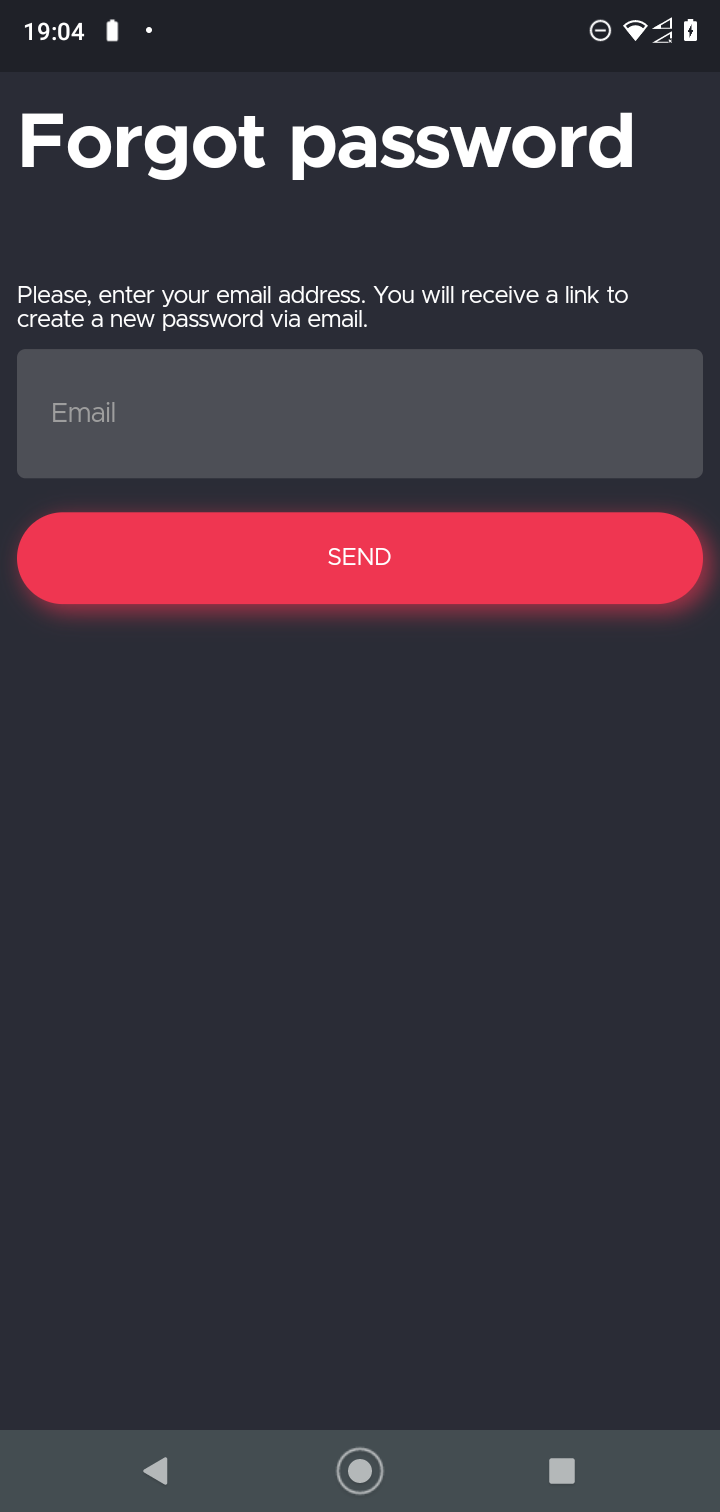 19:04
Forgot password
Please, enter your email address. You will receive a link to
create a new password via email.
Email
SEND